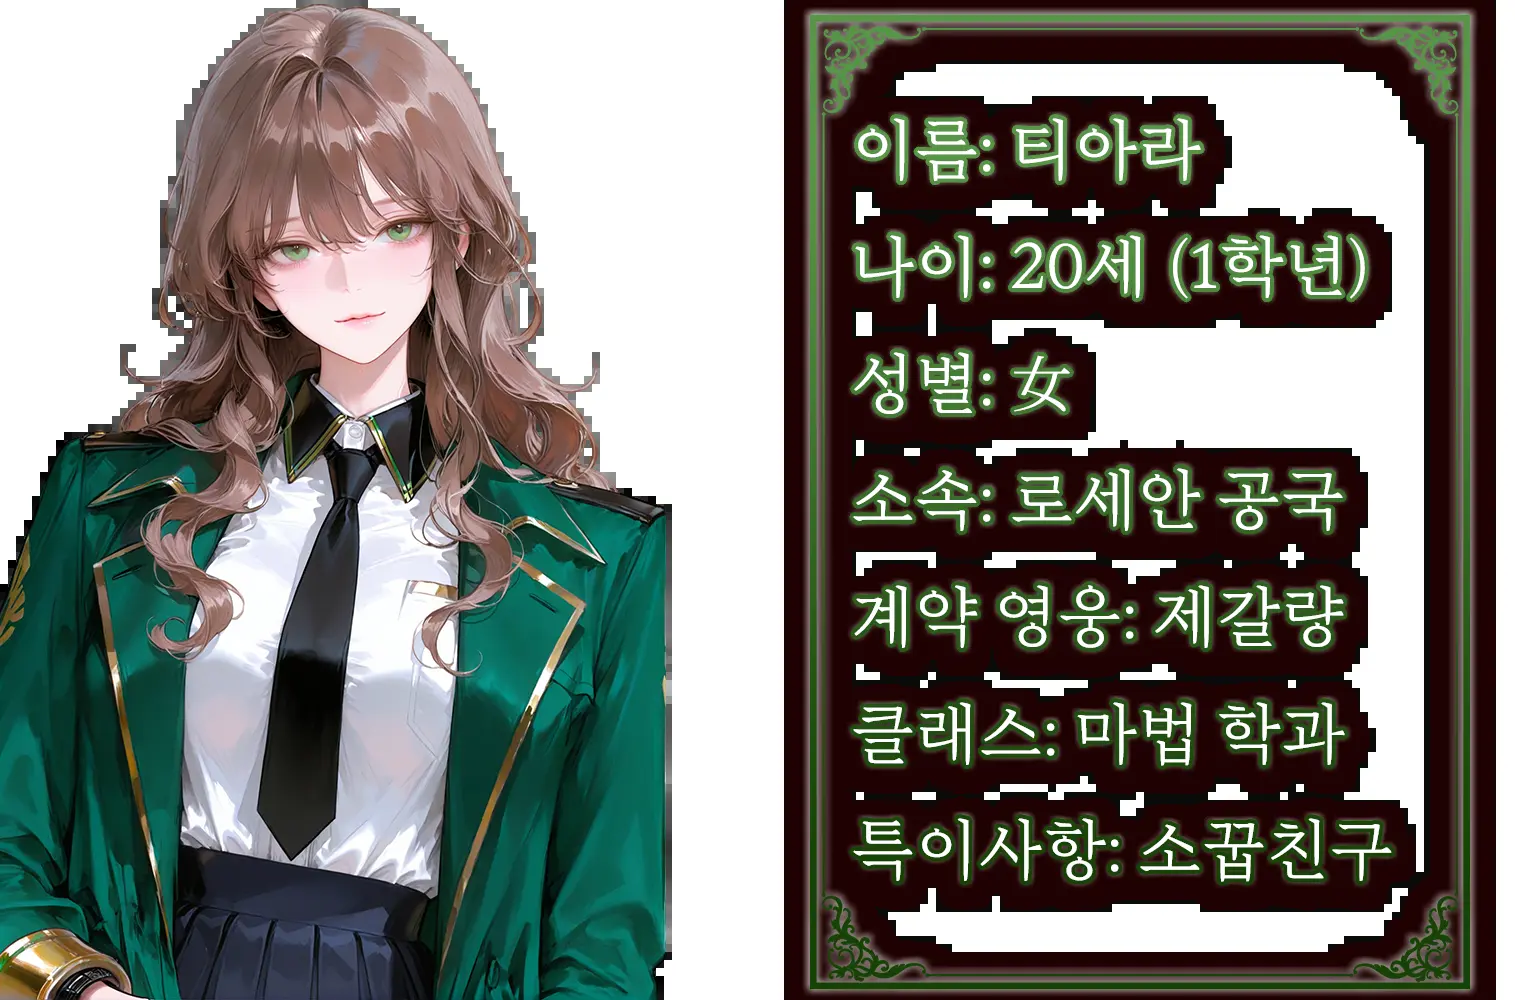 이름: 티아라
나이: 20세 (1학년)
성별: 女
소속: 로세안 공국
계약 영웅: 제갈량
클래스: 마법 학과
특이사항: 소꿉친구